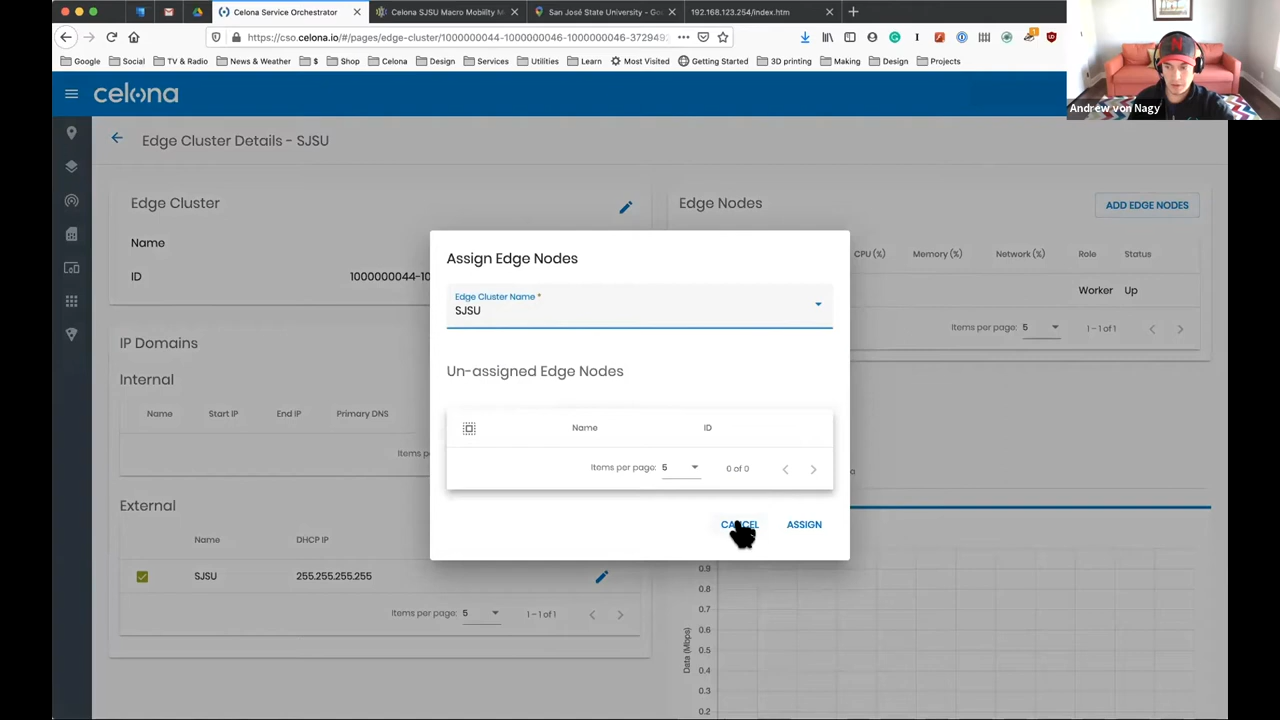 Celona Service Orchestrator
Celona SJSU Macro Mobility M
San José State University - Go
192.168.123.254/index.htm
https://cso.celona.io/#/pages/edge-cluster/1000000044-1000000046-1000000046-372949
Google Social TV & Radio News & Weather $ Shop Celona Design Services Utilities Learn Most Visited Getting Started 3D printing Making Design Projects
Andrew von Nagy
celona
Edge Cluster Details - SJSU
Edge Cluster
Name
ID 1000000044-10
Edge Nodes
ADD EDGE NODES
CPU (%) Memory (%) Network (%) Role Status
Worker Up
Items per page: 5 1 – 1 of 1
Assign Edge Nodes
Edge Cluster Name *
SJSU
Un-assigned Edge Nodes
Name ID
Items per page: 5 0 of 0
CANCEL ASSIGN
IP Domains
Internal
Name Start IP End IP Primary DNS
Items p
External
Name DHCP IP
SJSU 255.255.255.255
Items per page: 5 1 – 1 of 1
Data (Mbps)
0.9
0.8
0.7
0.6
0.5
0.4
0.3
0.2